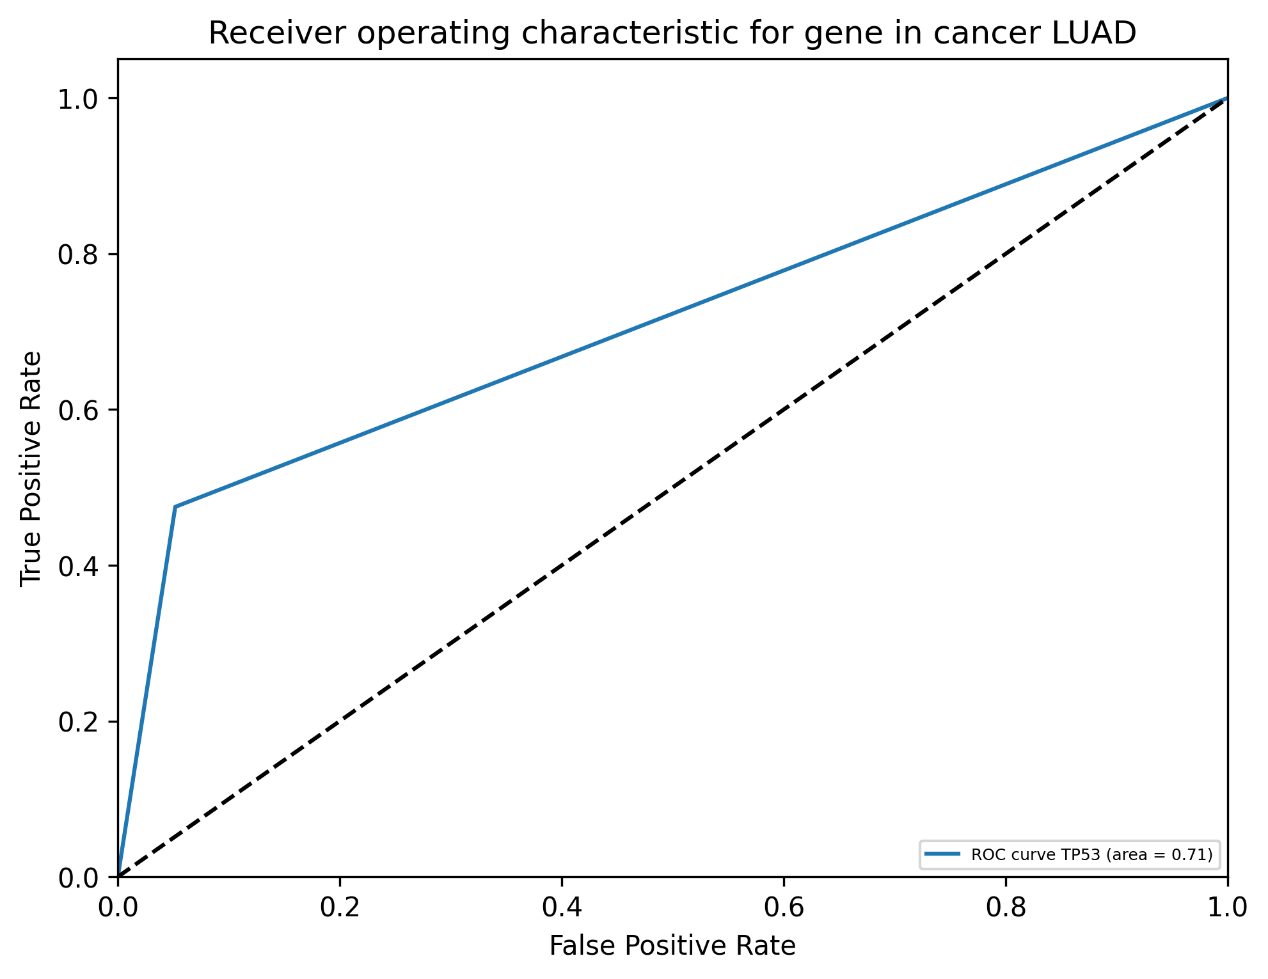 Receiver operating characteristic for gene in cancer LUAD
True Positive Rate
1.0
0.8
0.6
0.4
0.2
0.0
0.0 0.2 0.4 0.6 0.8 1.0
False Positive Rate
ROC curve TP53 (area = 0.71)